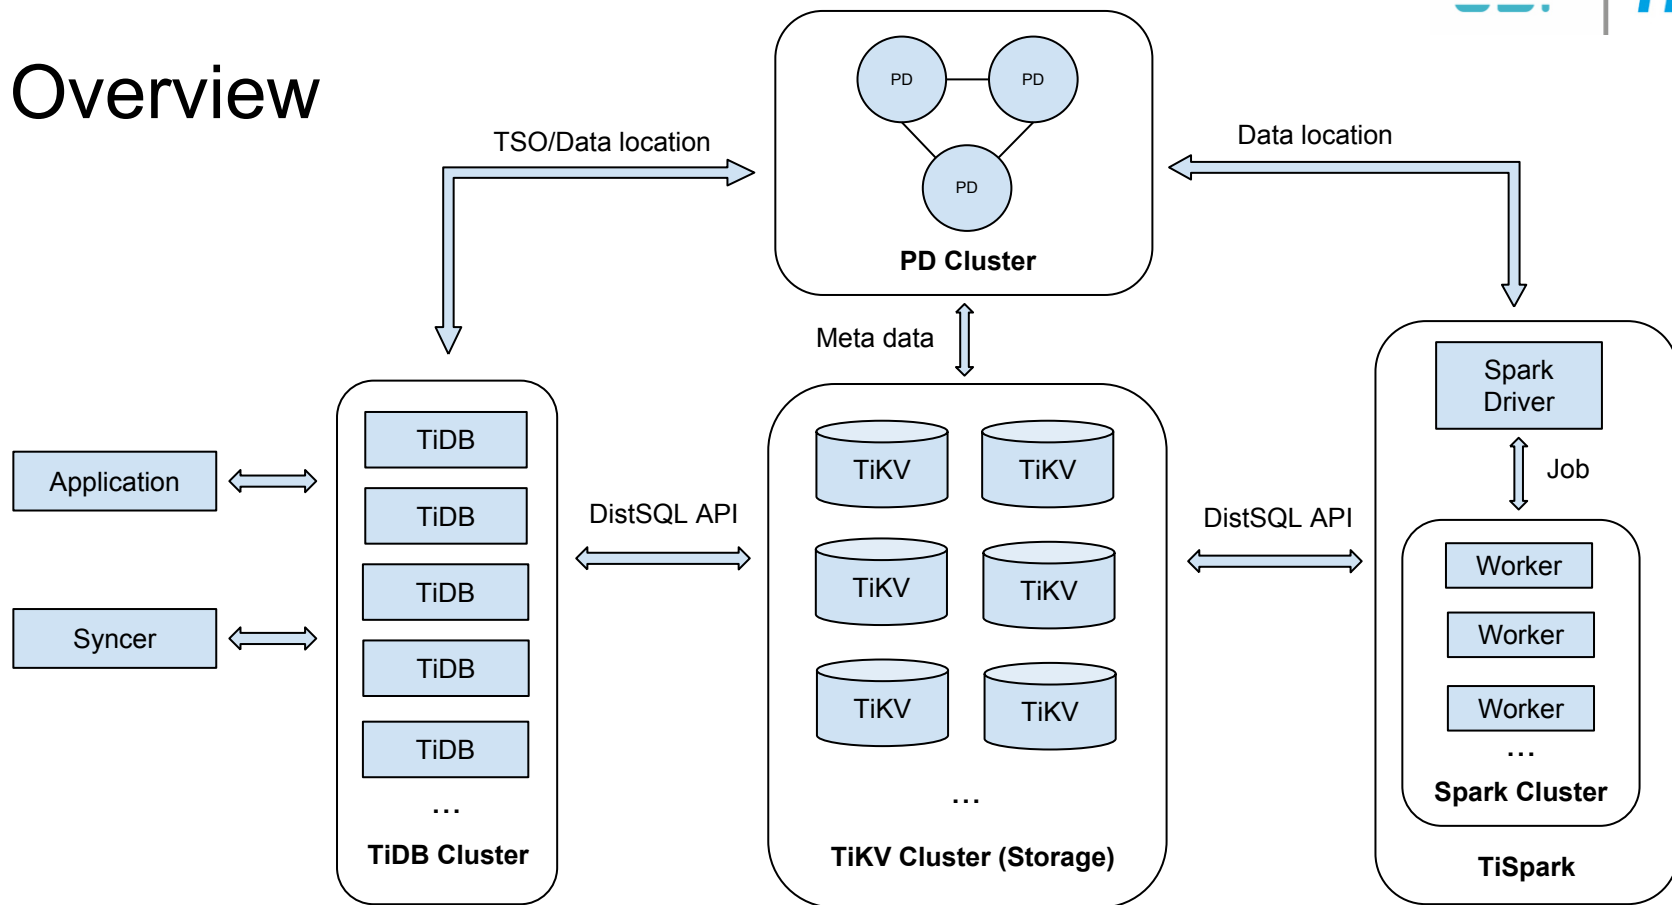 Overview
PD
PD
PD
PD Cluster
TSO/Data location
Data location
Meta data
Application
Syncer
TiDB
TiDB
TiDB
TiDB
TiDB
...
TiDB Cluster
DistSQL API
TiKV
TiKV
TiKV
TiKV
TiKV
TiKV
...
TiKV Cluster (Storage)
DistSQL API
Spark
Driver
Job
Worker
Worker
Worker
...
Spark Cluster
TiSpark